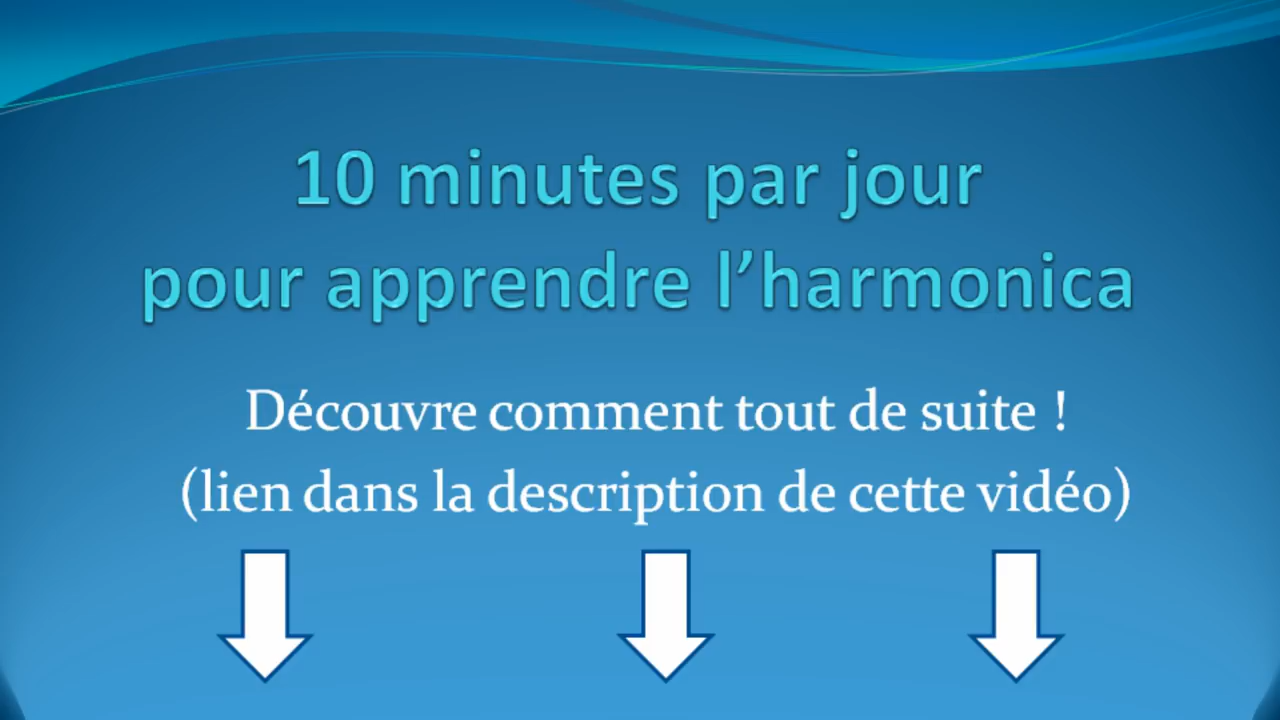 10 minutes par jour
pour apprendre l’harmonica
Découvre comment tout de suite !
(lien dans la description de cette vidéo)